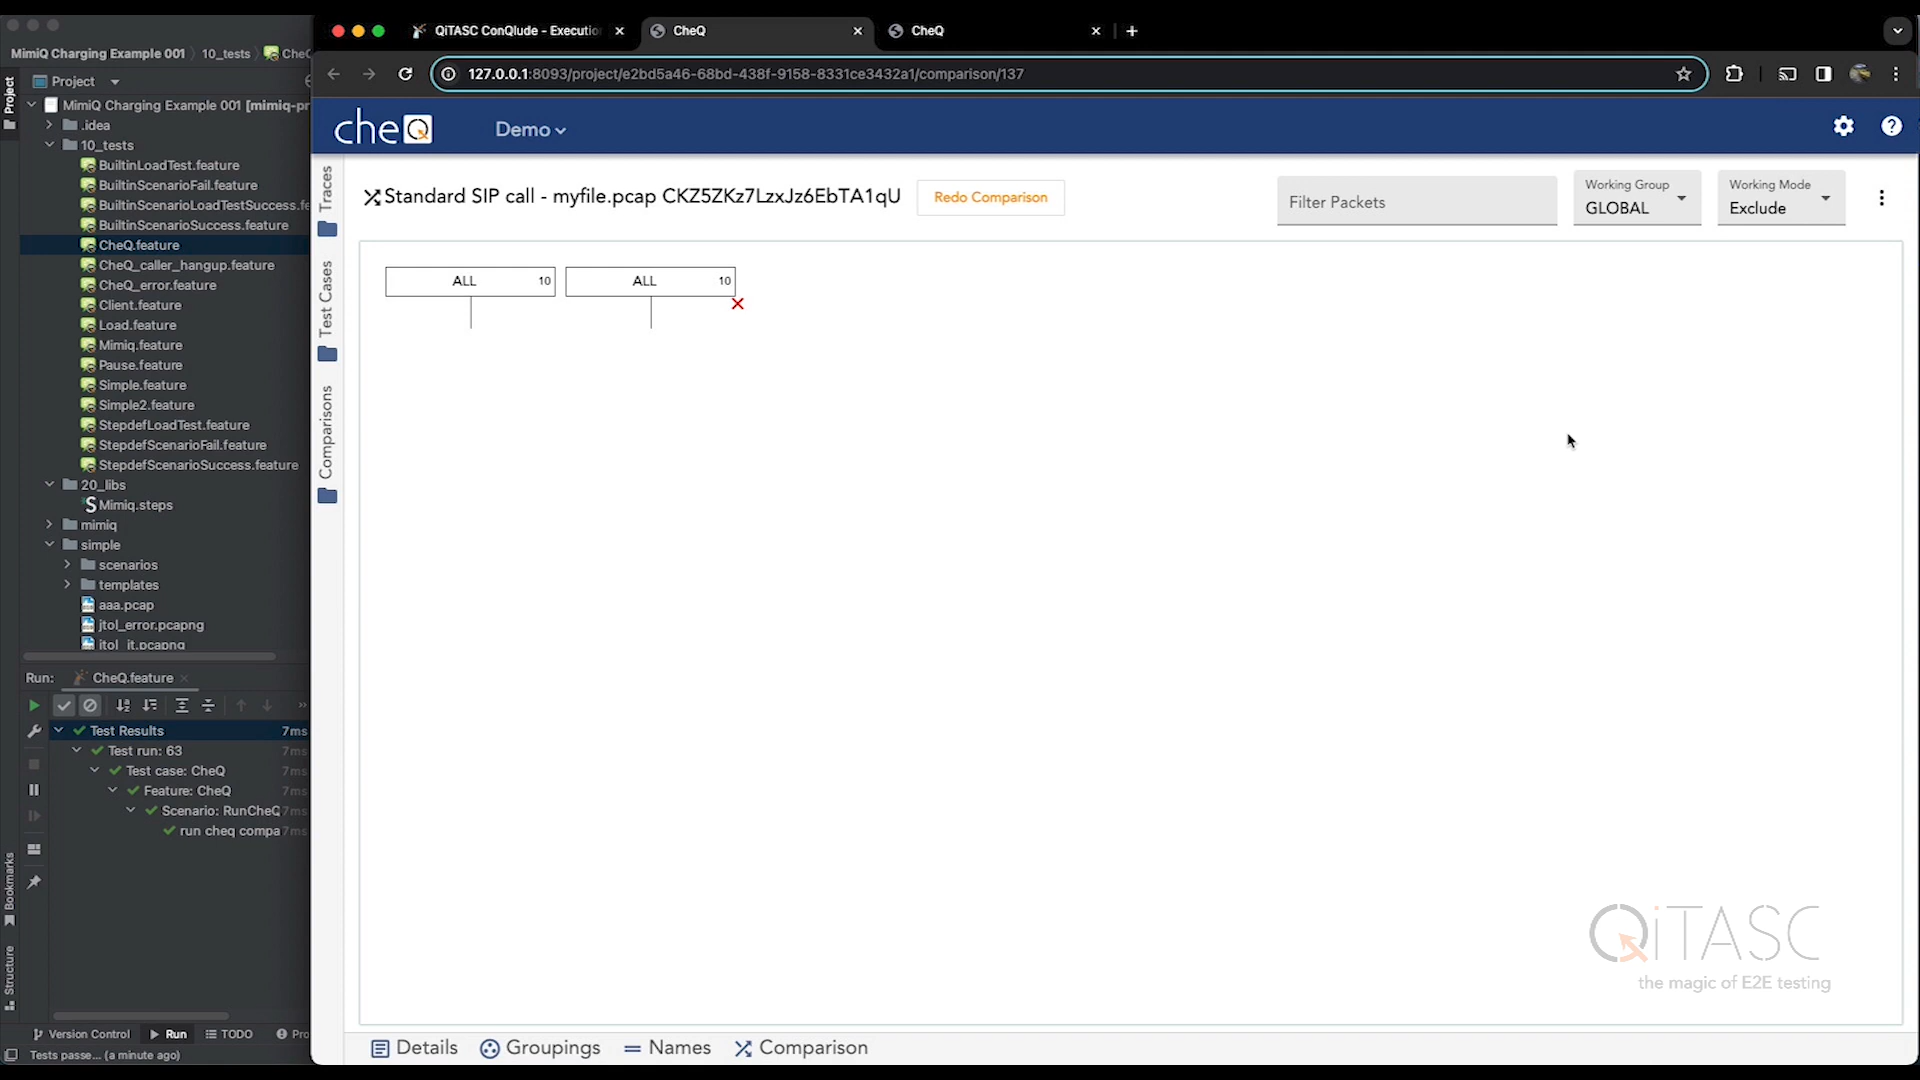 QiTASC ConQlude - Executio
CheQ
CheQ
127.0.0.1:8093/project/e2bd5a46-68bd-438f-9158-8331ce3432a1/comparison/137
MimiQ Charging Example 001
10_tests
CheQ
Project
Project
MimiQ Charging Example 001 [mimiq-pr
.idea
10_tests
BuiltinLoadTest.feature
BuiltinScenarioFail.feature
BuiltinScenarioLoadTestSuccess.fe
BuiltinScenarioSuccess.feature
CheQ.feature
CheQ_caller_hangup.feature
CheQ_error.feature
Client.feature
Load.feature
Mimiq.feature
Pause.feature
Simple.feature
Simple2.feature
StepdefLoadTest.feature
StepdefScenarioFail.feature
StepdefScenarioSuccess.feature
20_libs
Mimiq.steps
mimiq
simple
scenarios
templates
aaa.pcap
jtol_error.pcapng
jtol_it.pcapng
Run:
CheQ.feature
Test Results 7ms
Test run: 63 7ms
Test case: CheQ 7ms
Feature: CheQ 7ms
Scenario: RunCheQ 7ms
run cheq compa 7ms
Bookmarks
Structure
Version Control
Run
TODO
Pro
Tests passe... (a minute ago)
cheQ
Demo
Traces
Test Cases
Comparisons
Standard SIP call - myfile.pcap CKZ5ZKz7LzxJz6EbTA1qU
Redo Comparison
Filter Packets
Working Group
GLOBAL
Working Mode
Exclude
ALL 10
ALL 10
QiTASC
the magic of E2E testing
Details
Groupings
Names
Comparison